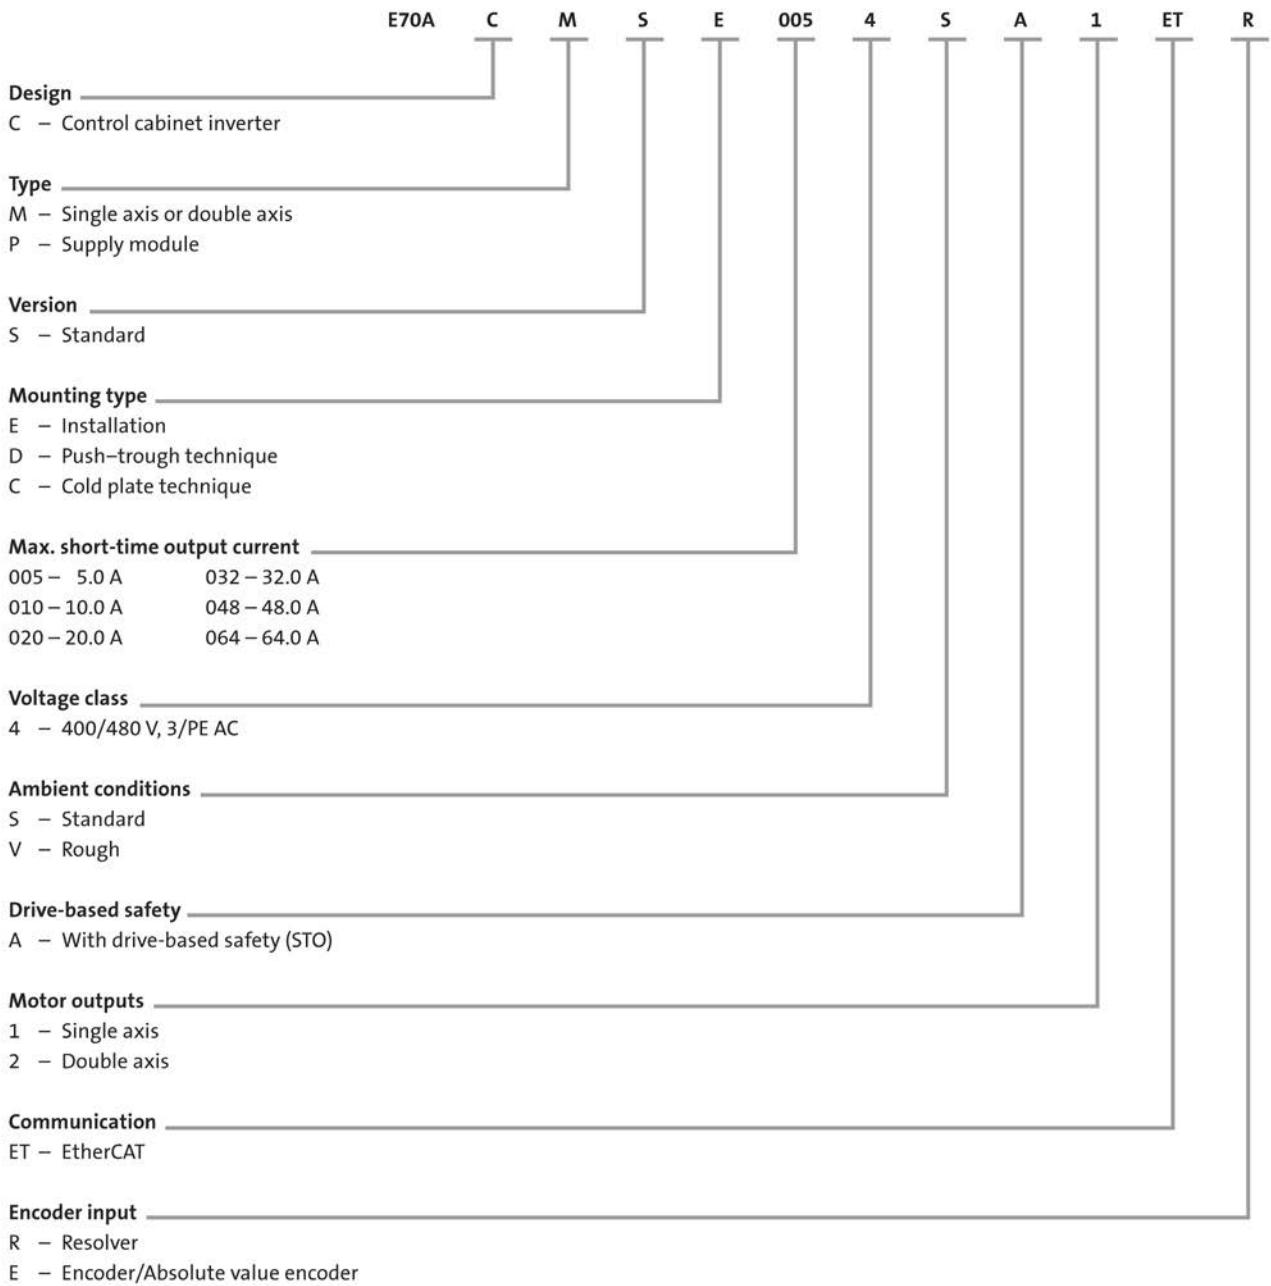 E70A C M S E 005 4 S A 1 ET R
Design
C – Control cabinet inverter
Type
M – Single axis or double axis
P – Supply module
Version
S – Standard
Mounting type
E – Installation
D – Push–trough technique
C – Cold plate technique
Max. short-time output current
005 – 5.0 A 032 – 32.0 A
010 – 10.0 A 048 – 48.0 A
020 – 20.0 A 064 – 64.0 A
Voltage class
4 – 400/480 V, 3/PE AC
Ambient conditions
S – Standard
V – Rough
Drive-based safety
A – With drive-based safety (STO)
Motor outputs
1 – Single axis
2 – Double axis
Communication
ET – EtherCAT
Encoder input
R – Resolver
E – Encoder/Absolute value encoder